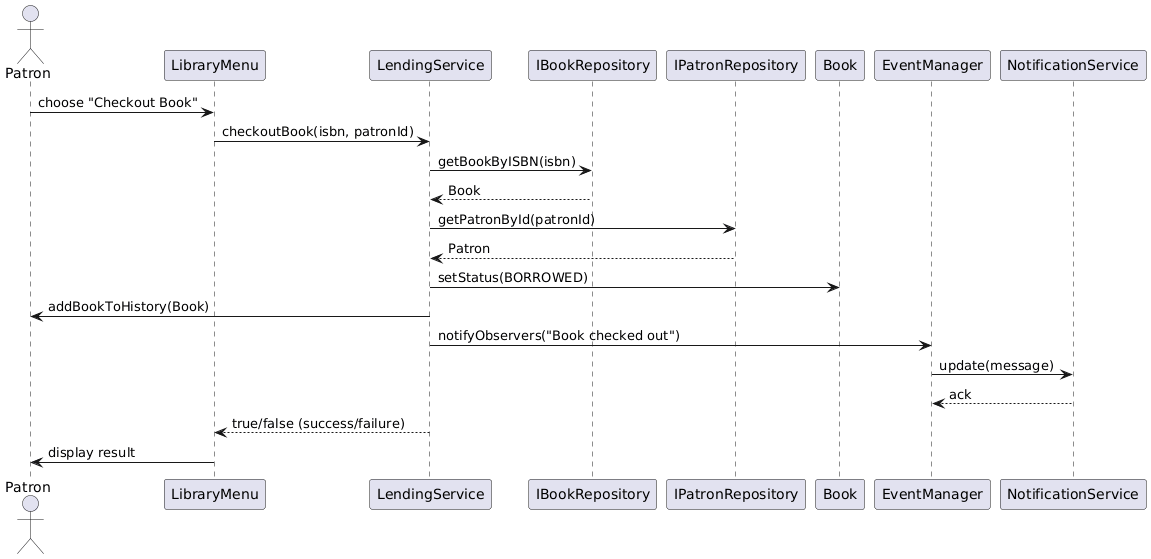 Patron
LibraryMenu
LendingService
IBookRepository
IPatronRepository
Book
EventManager
NotificationService
choose "Checkout Book"
checkoutBook(isbn, patronId)
getBookByISBN(isbn)
Book
getPatronById(patronId)
Patron
setStatus(BORROWED)
addBookToHistory(Book)
notifyObservers("Book checked out")
update(message)
ack
true/false (success/failure)
display result
Patron
LibraryMenu
LendingService
IBookRepository
IPatronRepository
Book
EventManager
NotificationService